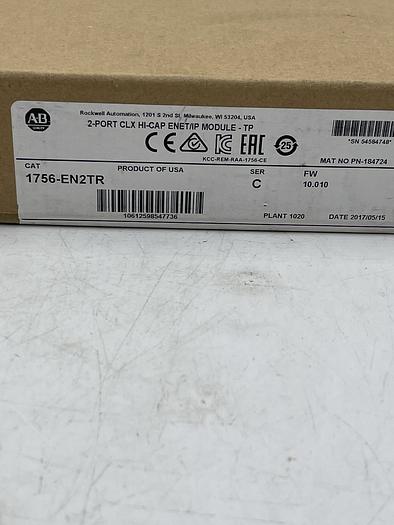 AB
Rockwell Automation, 1201 S 2nd St, Milwaukee, WI 53204, USA
2-PORT CLX HI-CAP ENET/IP MODULE - TP
CE EAC 25
KCC-REM-RAA-1756-CE
*SN 54584748*
MAT NO PN-184724
CAT
1756-EN2TR
PRODUCT OF USA
SER
C
FW
10.010
10612598547736
PLANT 1020
DATE 2017/05/15